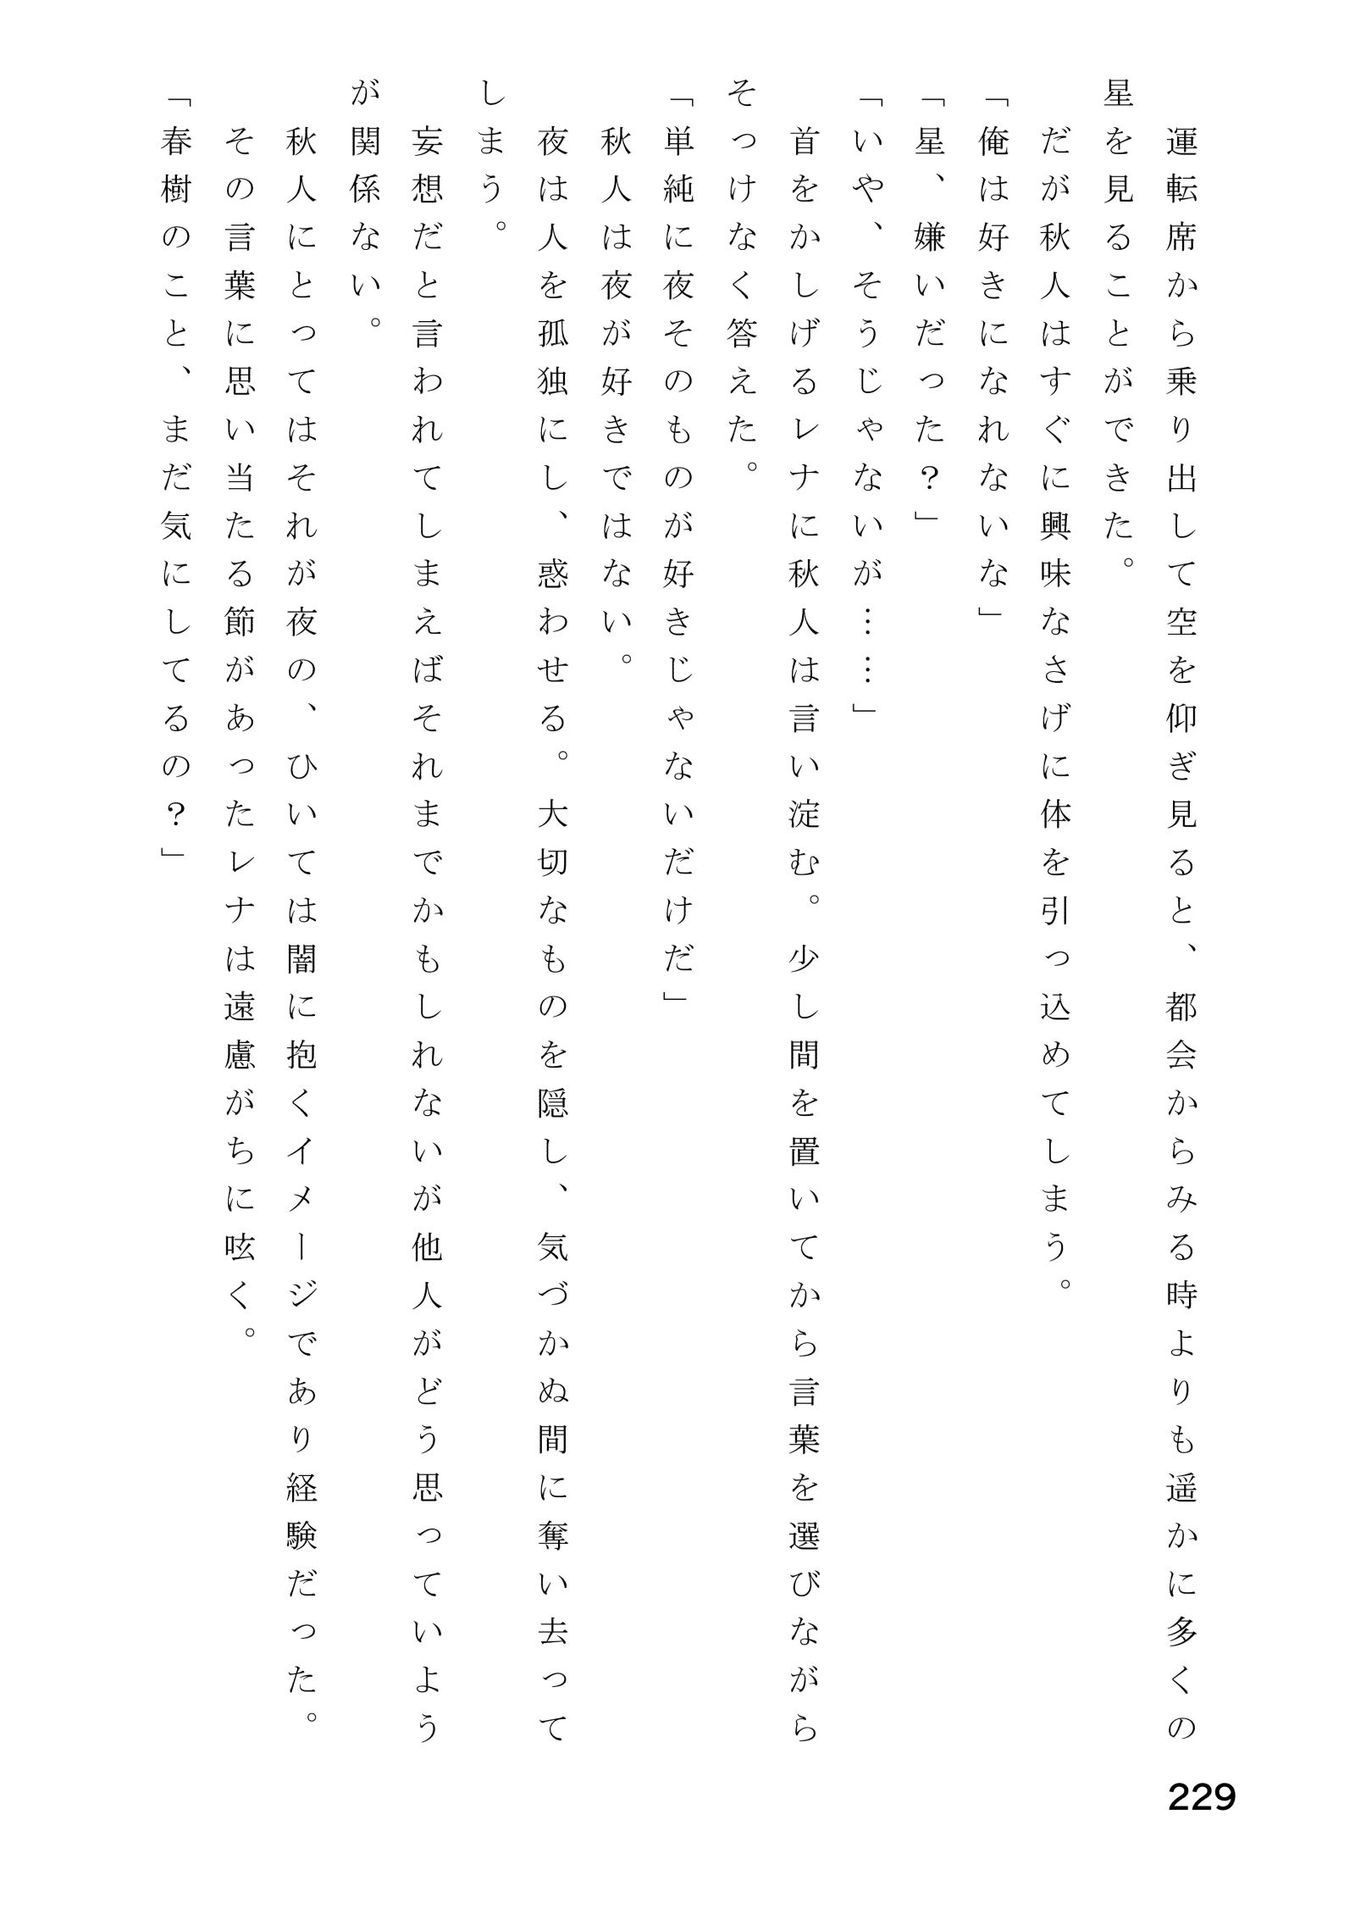 運転席から乗り出して空を仰ぎ見ると、都会からみる時よりも遥かに多くの
星を見ることができた。
　だが秋人はすぐに興味なさげに体を引っ込めてしまう。
「俺は好きになれないな」
「星、嫌いだった？」
「いや、そうじゃないが……」
　首をかしげるレナに秋人は言い淀む。少し間を置いてから言葉を選びながら
そっけなく答えた。
「単純に夜そのものが好きじゃないだけだ」
　秋人は夜が好きではない。
　夜は人を孤独にし、惑わせる。大切なものを隠し、気づかぬ間に奪い去って
しまう。
　妄想だと言われてしまえばそれまでかもしれないが他人がどう思っていよう
が関係ない。
　秋人にとってはそれが夜の、ひいては闇に抱くイメージであり経験だった。
　その言葉に思い当たる節があったレナは遠慮がちに呟く。
「春樹のこと、まだ気にしてるの？」
229